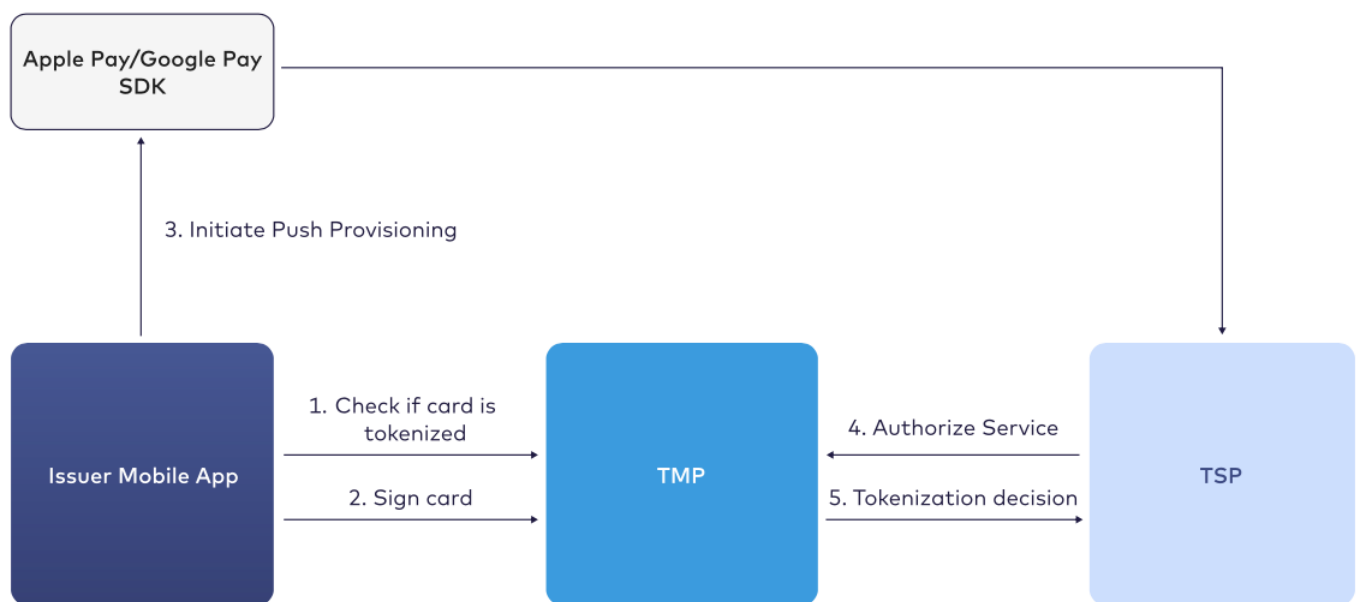 Apple Pay/Google Pay
SDK
3. Initiate Push Provisioning
Issuer Mobile App
1. Check if card is
tokenized
2. Sign card
TMP
4. Authorize Service
5. Tokenization decision
TSP